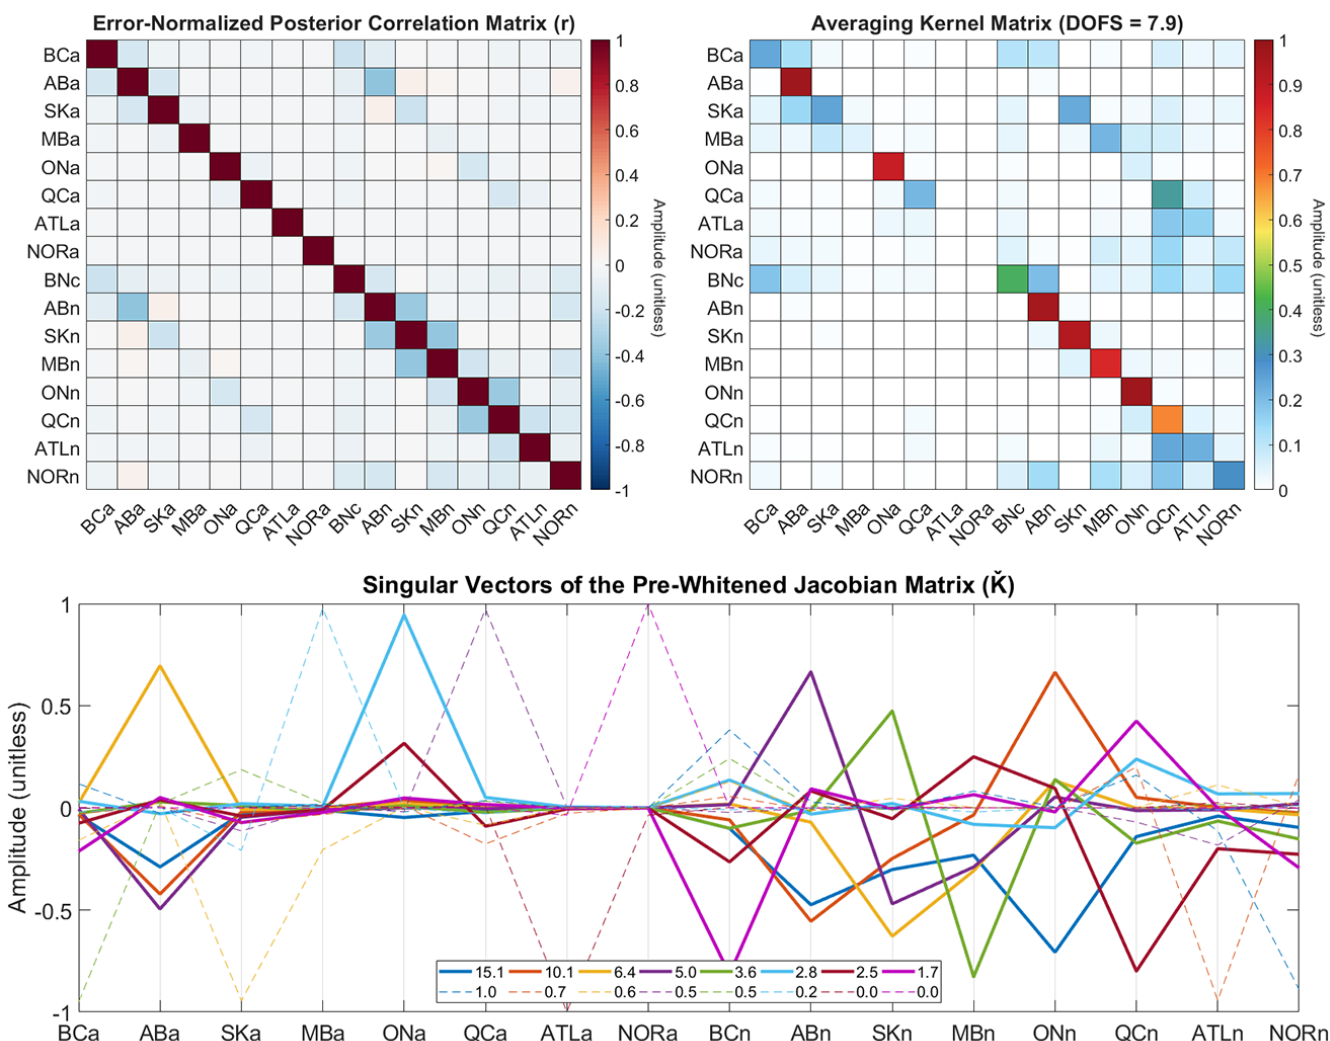 Error-Normalized Posterior Correlation Matrix (r)
BCa
ABa
SKa
MBa
ONa
QCa
ATLa
NORa
BNc
ABn
SKn
MBn
ONn
QCn
ATLn
NORn
BCa
ABa
SKa
MBa
ONa
QCa
ATLa
NORa
BNc
ABn
SKn
MBn
ONn
QCn
ATLn
NORn
1
0.8
0.6
0.4
0.2
0
-0.2
-0.4
-0.6
-0.8
-1
Amplitude (unitless)
Averaging Kernel Matrix (DOFS = 7.9)
BCa
ABa
SKa
MBa
ONa
QCa
ATLa
NORa
BNc
ABn
SKn
MBn
ONn
QCn
ATLn
NORn
BCa
ABa
SKa
MBa
ONa
QCa
ATLa
NORa
BNc
ABn
SKn
MBn
ONn
QCn
ATLn
NORn
1
0.9
0.8
0.7
0.6
0.5
0.4
0.3
0.2
0.1
0
Amplitude (unitless)
Singular Vectors of the Pre-Whitened Jacobian Matrix (Ǩ)
Amplitude (unitless)
1
0.5
0
-0.5
-1
15.1 10.1 6.4 5.0 3.6 2.8 2.5 1.7
1.0 0.7 0.6 0.5 0.5 0.2 0.0 0.0
BCa ABa SKa MBa ONa QCa ATLa NORa BCn ABn SKn MBn ONn QCn ATLn NORn